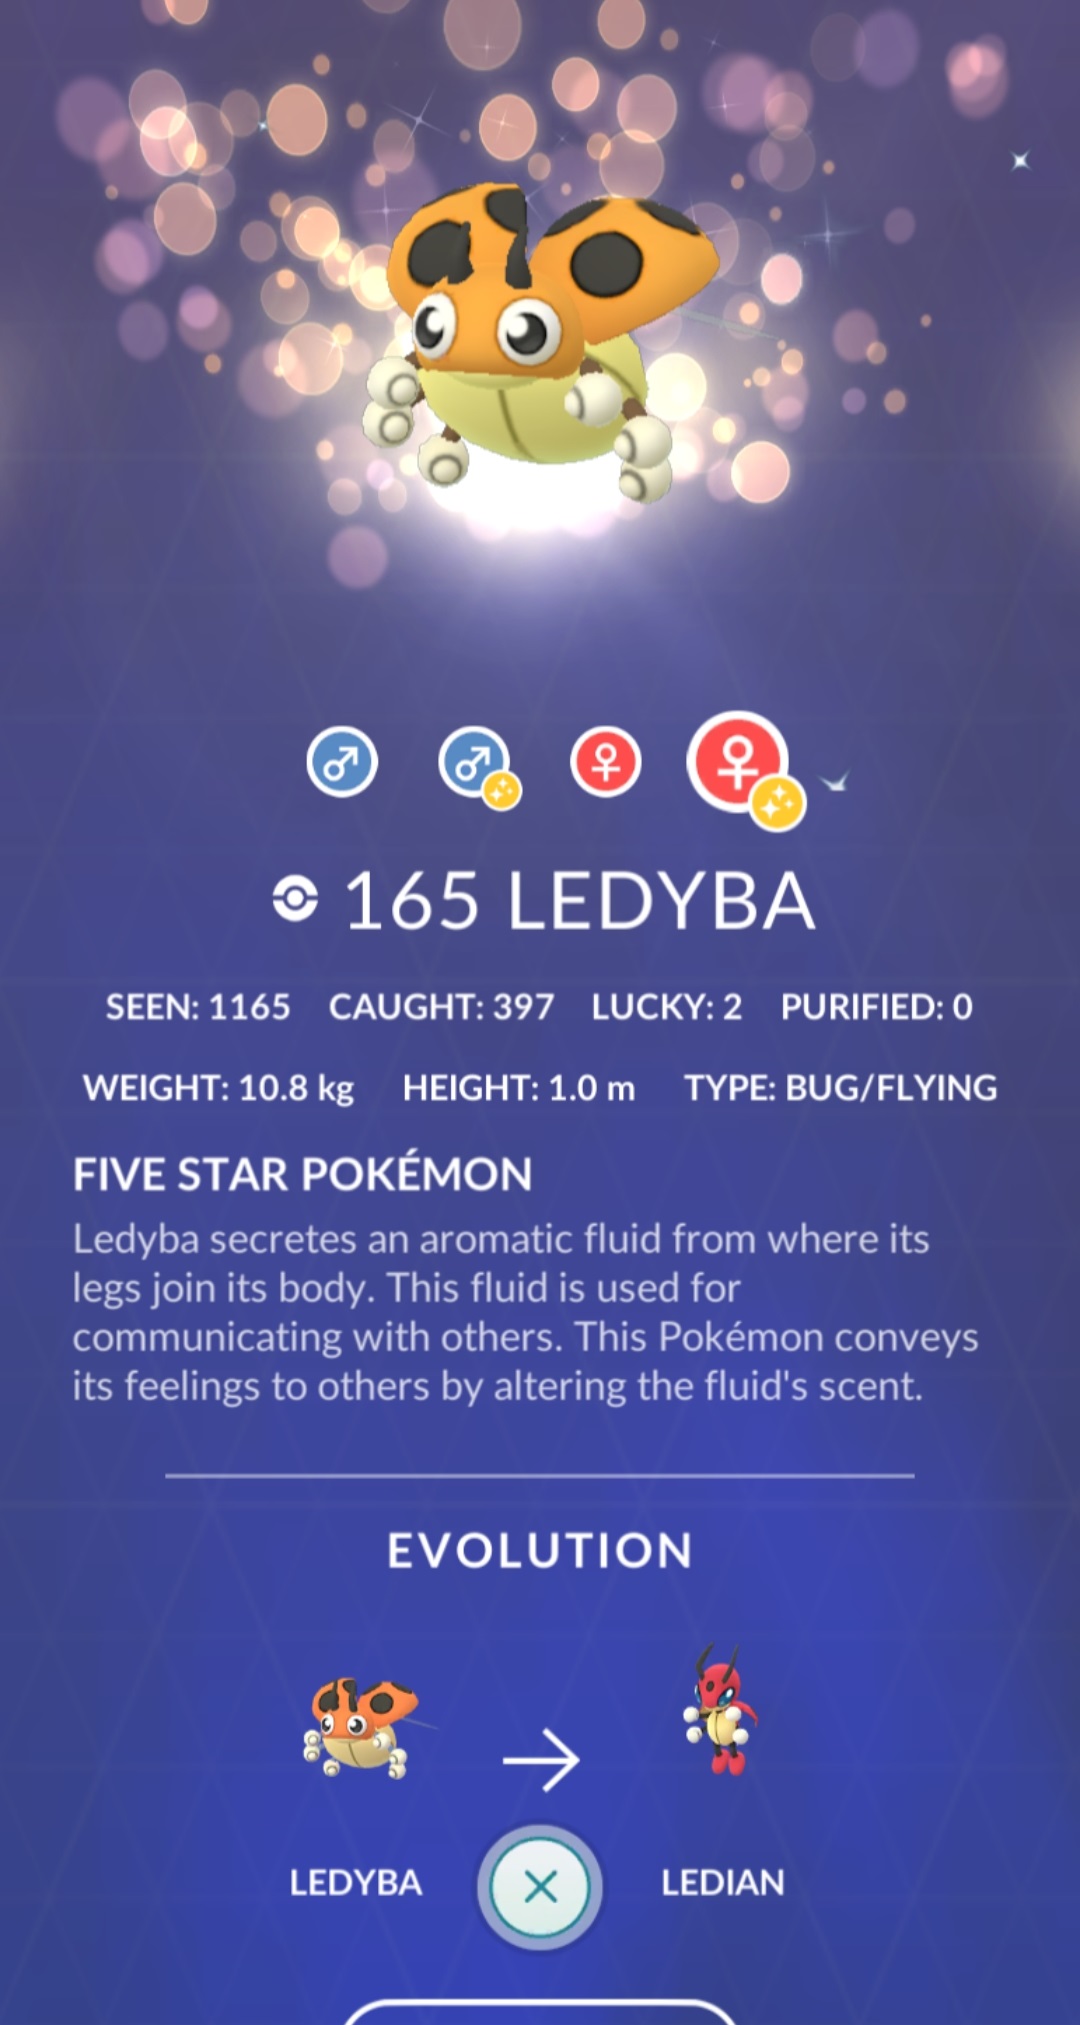 165 LEDYBA
SEEN: 1165 CAUGHT: 397 LUCKY: 2 PURIFIED: 0
WEIGHT: 10.8 kg HEIGHT: 1.0 m TYPE: BUG/FLYING
FIVE STAR POKÉMON
Ledyba secretes an aromatic fluid from where its
legs join its body. This fluid is used for
communicating with others. This Pokémon conveys
its feelings to others by altering the fluid's scent.
EVOLUTION
LEDYBA LEDIAN